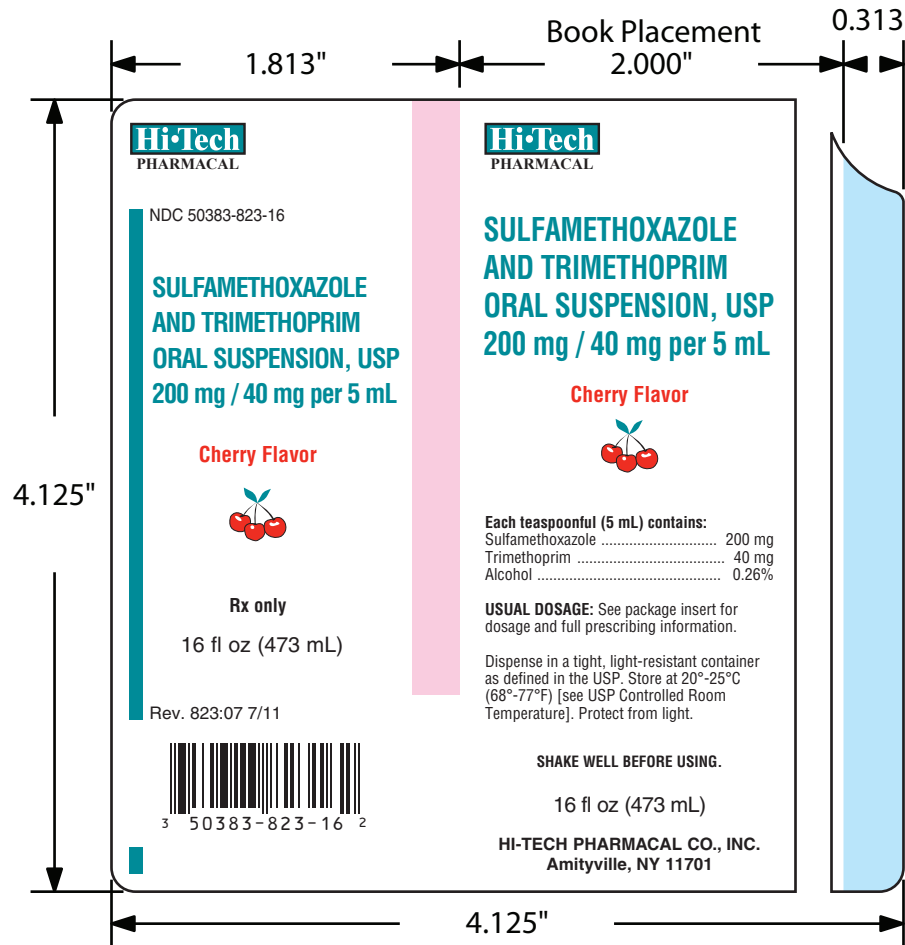 Book Placement
0.313
1.813"
2.000"
4.125"
Hi•Tech
PHARMACAL
NDC 50383-823-16
SULFAMETHOXAZOLE
AND TRIMETHOPRIM
ORAL SUSPENSION, USP
200 mg / 40 mg per 5 mL
Cherry Flavor
Rx only
16 fl oz (473 mL)
Rev. 823:07 7/11
3 50383-823-16 2
Hi•Tech
PHARMACAL
SULFAMETHOXAZOLE
AND TRIMETHOPRIM
ORAL SUSPENSION, USP
200 mg / 40 mg per 5 mL
Cherry Flavor
Each teaspoonful (5 mL) contains:
Sulfamethoxazole ............................. 200 mg
Trimethoprim ..................................... 40 mg
Alcohol .............................................. 0.26%
USUAL DOSAGE: See package insert for
dosage and full prescribing information.
Dispense in a tight, light-resistant container
as defined in the USP. Store at 20°-25°C
(68°-77°F) [see USP Controlled Room
Temperature]. Protect from light.
SHAKE WELL BEFORE USING.
16 fl oz (473 mL)
HI-TECH PHARMACAL CO., INC.
Amityville, NY 11701
4.125"